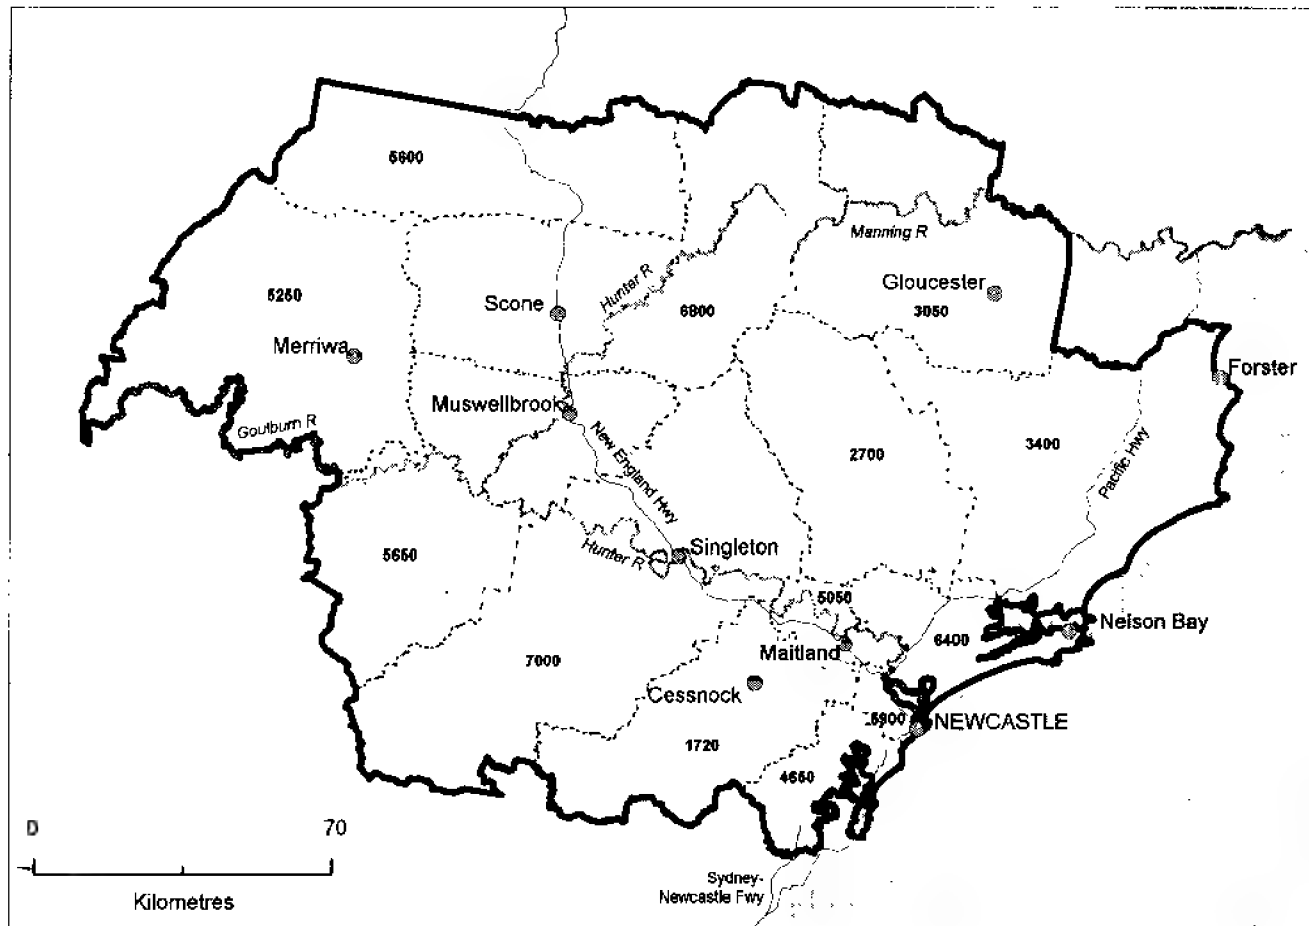 5600
Manning R
Hunter R
Gloucester
3050
5250
Scone
6800
Merriwa
Forster
Muswellbrook
Goulburn R
New England Hwy
2700
3400
Pacific Hwy
5650
Hunter R
Singleton
5050
Nelson Bay
6400
Maitland
7000
Cessnock
5900
NEWCASTLE
1720
4650
70
Kilometres
Sydney-
Newcastle Fwy